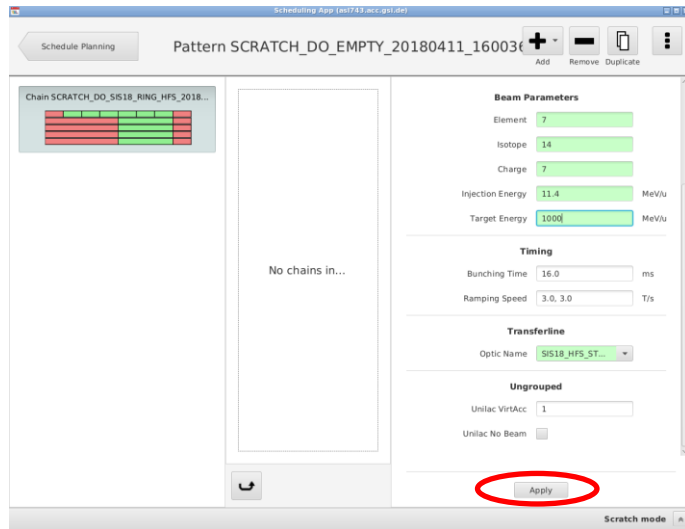 Scheduling App (asl743.acc.gsi.de)
Schedule Planning
Pattern SCRATCH_DO_EMPTY_20180411_160036
Add
Remove
Duplicate
Chain SCRATCH_DO_SIS18_RING_HFS_2018...
No chains in...
Beam Parameters
Element 7
Isotope 14
Charge 7
Injection Energy 11.4 MeV/u
Target Energy 1000 MeV/u
Timing
Bunching Time 16.0 ms
Ramping Speed 3.0, 3.0 T/s
Transferline
Optic Name SIS18_HFS_ST...
Ungrouped
Unilac VirtAcc 1
Unilac No Beam
Apply
Scratch mode